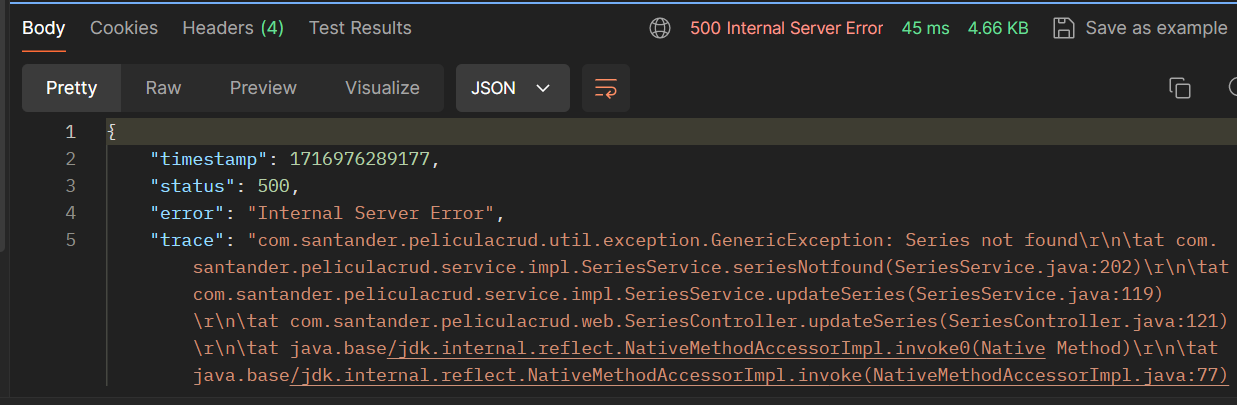 Body Cookies Headers (4) Test Results 500 Internal Server Error 45 ms 4.66 KB Save as example
Pretty Raw Preview Visualize JSON
1 {
2 "timestamp": 1716976289177,
3 "status": 500,
4 "error": "Internal Server Error",
5 "trace": "com.santander.peliculacrud.util.exception.GenericException: Series not found\r\n\tat com.
santander.peliculacrud.service.impl.SeriesService.seriesNotfound(SeriesService.java:202)\r\n\tat
com.santander.peliculacrud.service.impl.SeriesService.updateSeries(SeriesService.java:119)
\r\n\tat com.santander.peliculacrud.web.SeriesController.updateSeries(SeriesController.java:121)
\r\n\tat java.base/jdk.internal.reflect.NativeMethodAccessorImpl.invoke0(Native Method)\r\n\tat
java.base/jdk.internal.reflect.NativeMethodAccessorImpl.invoke(NativeMethodAccessorImpl.java:77)